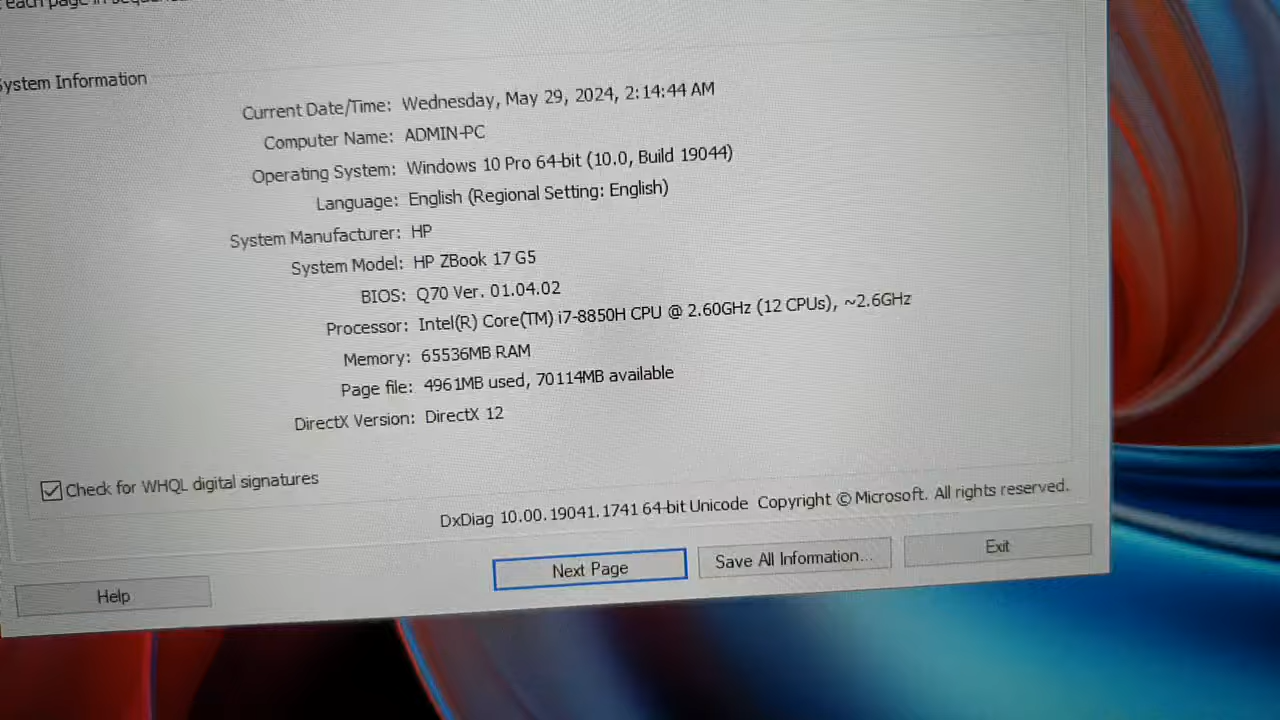 each page in
System Information
Current Date/Time: Wednesday, May 29, 2024, 2:14:44 AM
Computer Name: ADMIN-PC
Operating System: Windows 10 Pro 64-bit (10.0, Build 19044)
Language: English (Regional Setting: English)
System Manufacturer: HP
System Model: HP ZBook 17 G5
BIOS: Q70 Ver. 01.04.02
Processor: Intel(R) Core(TM) i7-8850H CPU @ 2.60GHz (12 CPUs), ~2.6GHz
Memory: 65536MB RAM
Page file: 4961MB used, 70114MB available
DirectX Version: DirectX 12
Check for WHQL digital signatures
DxDiag 10.00.19041.1741 64-bit Unicode Copyright © Microsoft. All rights reserved.
Help
Next Page
Save All Information...
Exit